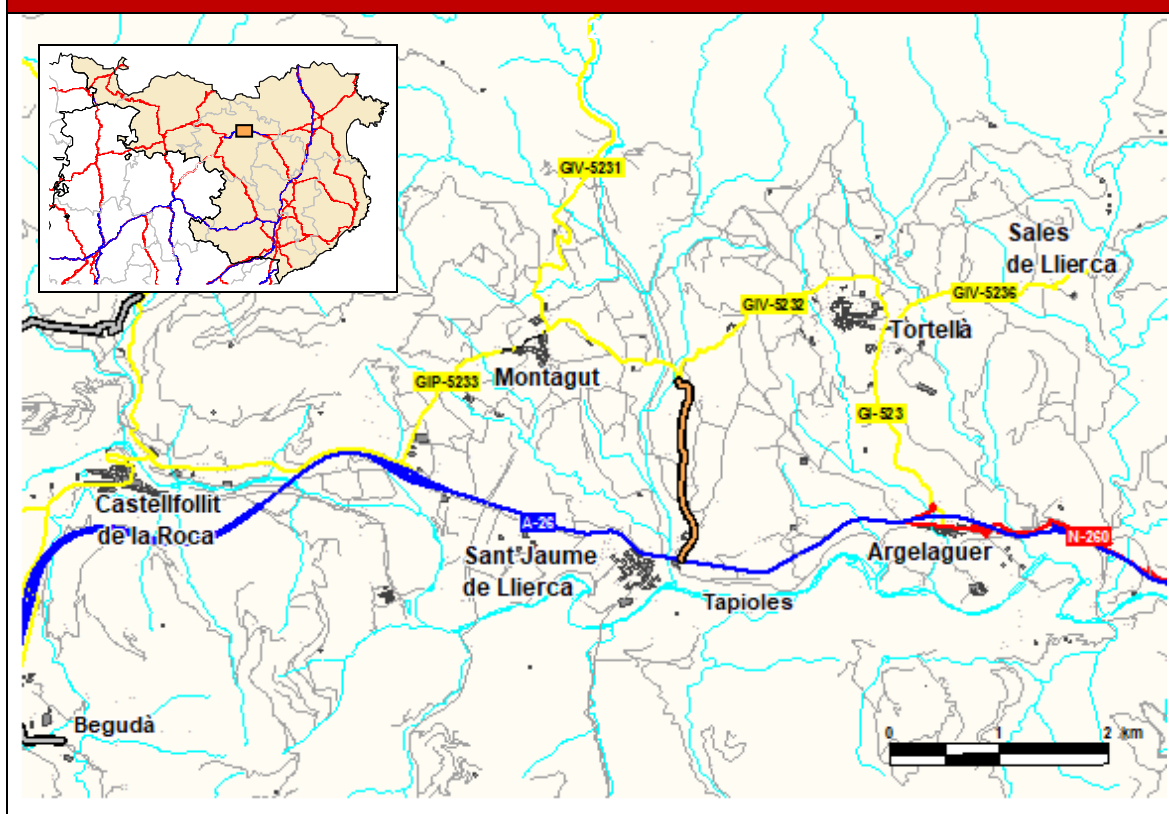 GIV-5231
Sales
de Llierca
GIV-5236
GIV-5232
Tortellà
GIP-5233
Montagut
GI-523
Castellfollit
de la Roca
A-26
Sant Jaume
de Llierca
Argelaguer
N-260
Tapioles
Begudà
0 1 2 km